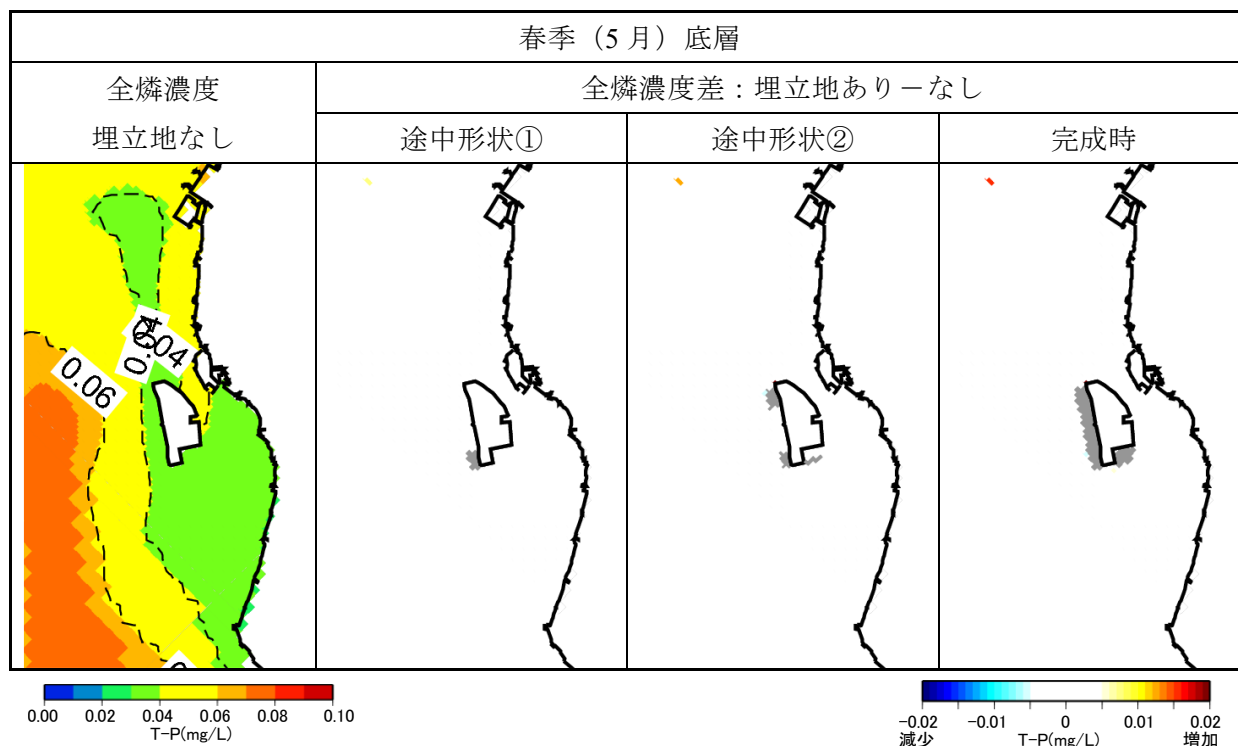 春季（5月）底層
全燐濃度
埋立地なし
全燐濃度差：埋立地あり－なし
途中形状①
途中形状②
完成時
0.04
0.06
0.00 0.02 0.04 0.06 0.08 0.10
T-P(mg/L)
-0.02 -0.01 0 0.01 0.02
減少 T-P(mg/L) 増加